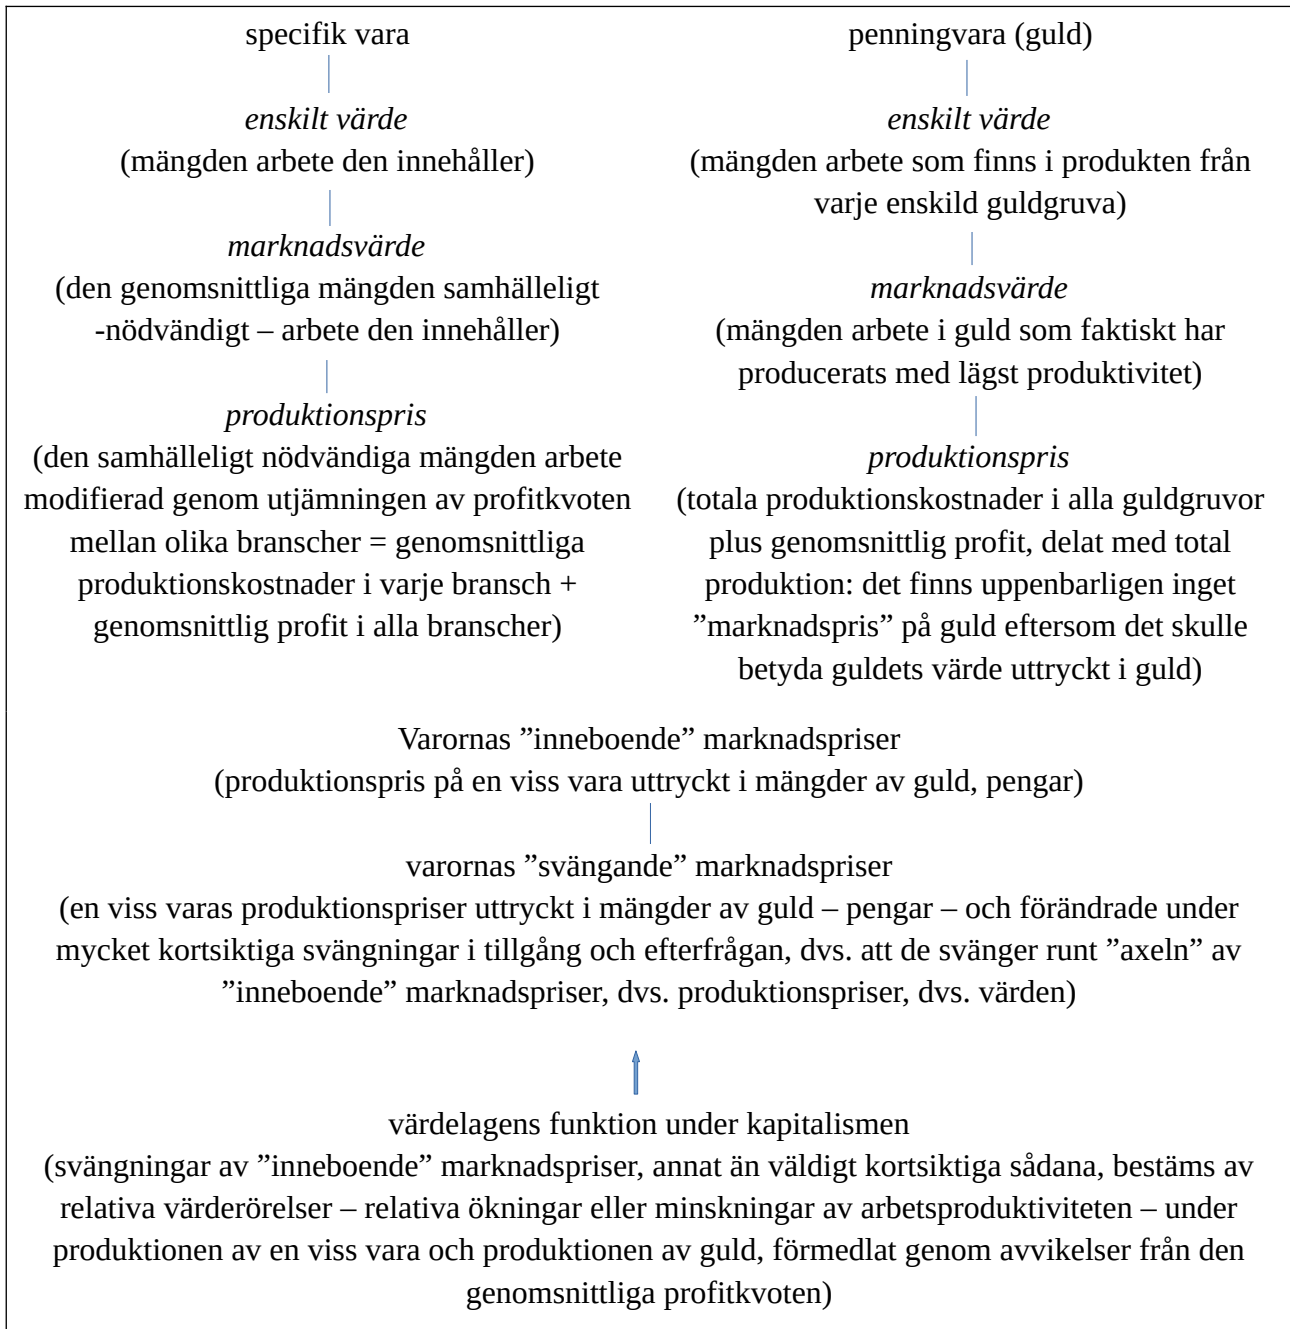 specifik vara
enskilt värde
(mängden arbete den innehåller)
marknadsvärde
(den genomsnittliga mängden samhälleligt
-nödvändigt – arbete den innehåller)
produktionspris
(den samhälleligt nödvändiga mängden arbete
modifierad genom utjämningen av profitkvoten
mellan olika branscher = genomsnittliga
produktionskostnader i varje bransch +
genomsnittlig profit i alla branscher)
penningvara (guld)
enskilt värde
(mängden arbete som finns i produkten från
varje enskild guldgruva)
marknadsvärde
(mängden arbete i guld som faktiskt har
producerats med lägst produktivitet)
produktionspris
(totala produktionskostnader i alla guldgruvor
plus genomsnittlig profit, delat med total
produktion: det finns uppenbarligen inget
”marknadspris” på guld eftersom det skulle
betyda guldets värde uttryckt i guld)
Varornas ”inneboende” marknadspriser
(produktionspris på en viss vara uttryckt i mängder av guld, pengar)
varornas ”svängande” marknadspriser
(en viss varas produktionspriser uttryckt i mängder av guld – pengar – och förändrade under
mycket kortsiktiga svängningar i tillgång och efterfrågan, dvs. att de svänger runt ”axeln” av
”inneboende” marknadspriser, dvs. produktionspriser, dvs. värden)
värdelagens funktion under kapitalismen
(svängningar av ”inneboende” marknadspriser, annat än väldigt kortsiktiga sådana, bestäms av
relativa värderörelser – relativa ökningar eller minskningar av arbetsproduktiviteten – under
produktionen av en viss vara och produktionen av guld, förmedlat genom avvikelser från den
genomsnittliga profitkvoten)